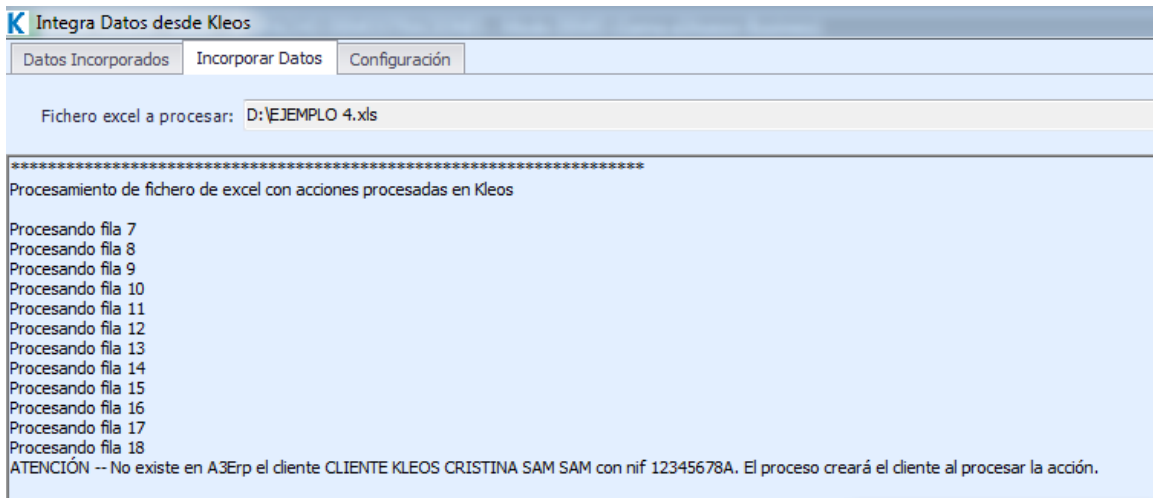 K Integra Datos desde Kleos
Datos Incorporados Incorporar Datos Configuración
Fichero excel a procesar: D:\EJEMPLO 4.xls
**********************************************************************
Procesamiento de fichero de excel con acciones procesadas en Kleos
Procesando fila 7
Procesando fila 8
Procesando fila 9
Procesando fila 10
Procesando fila 11
Procesando fila 12
Procesando fila 13
Procesando fila 14
Procesando fila 15
Procesando fila 16
Procesando fila 17
Procesando fila 18
ATENCIÓN -- No existe en A3Erp el cliente CLIENTE KLEOS CRISTINA SAM SAM con nif 12345678A. El proceso creará el cliente al procesar la acción.